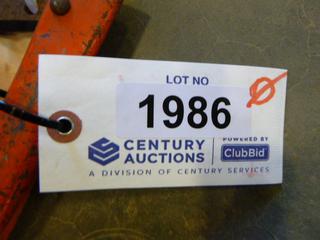 LOT NO
1986
CENTURY AUCTIONS
POWERED BY
ClubBid
A DIVISION OF CENTURY SERVICES